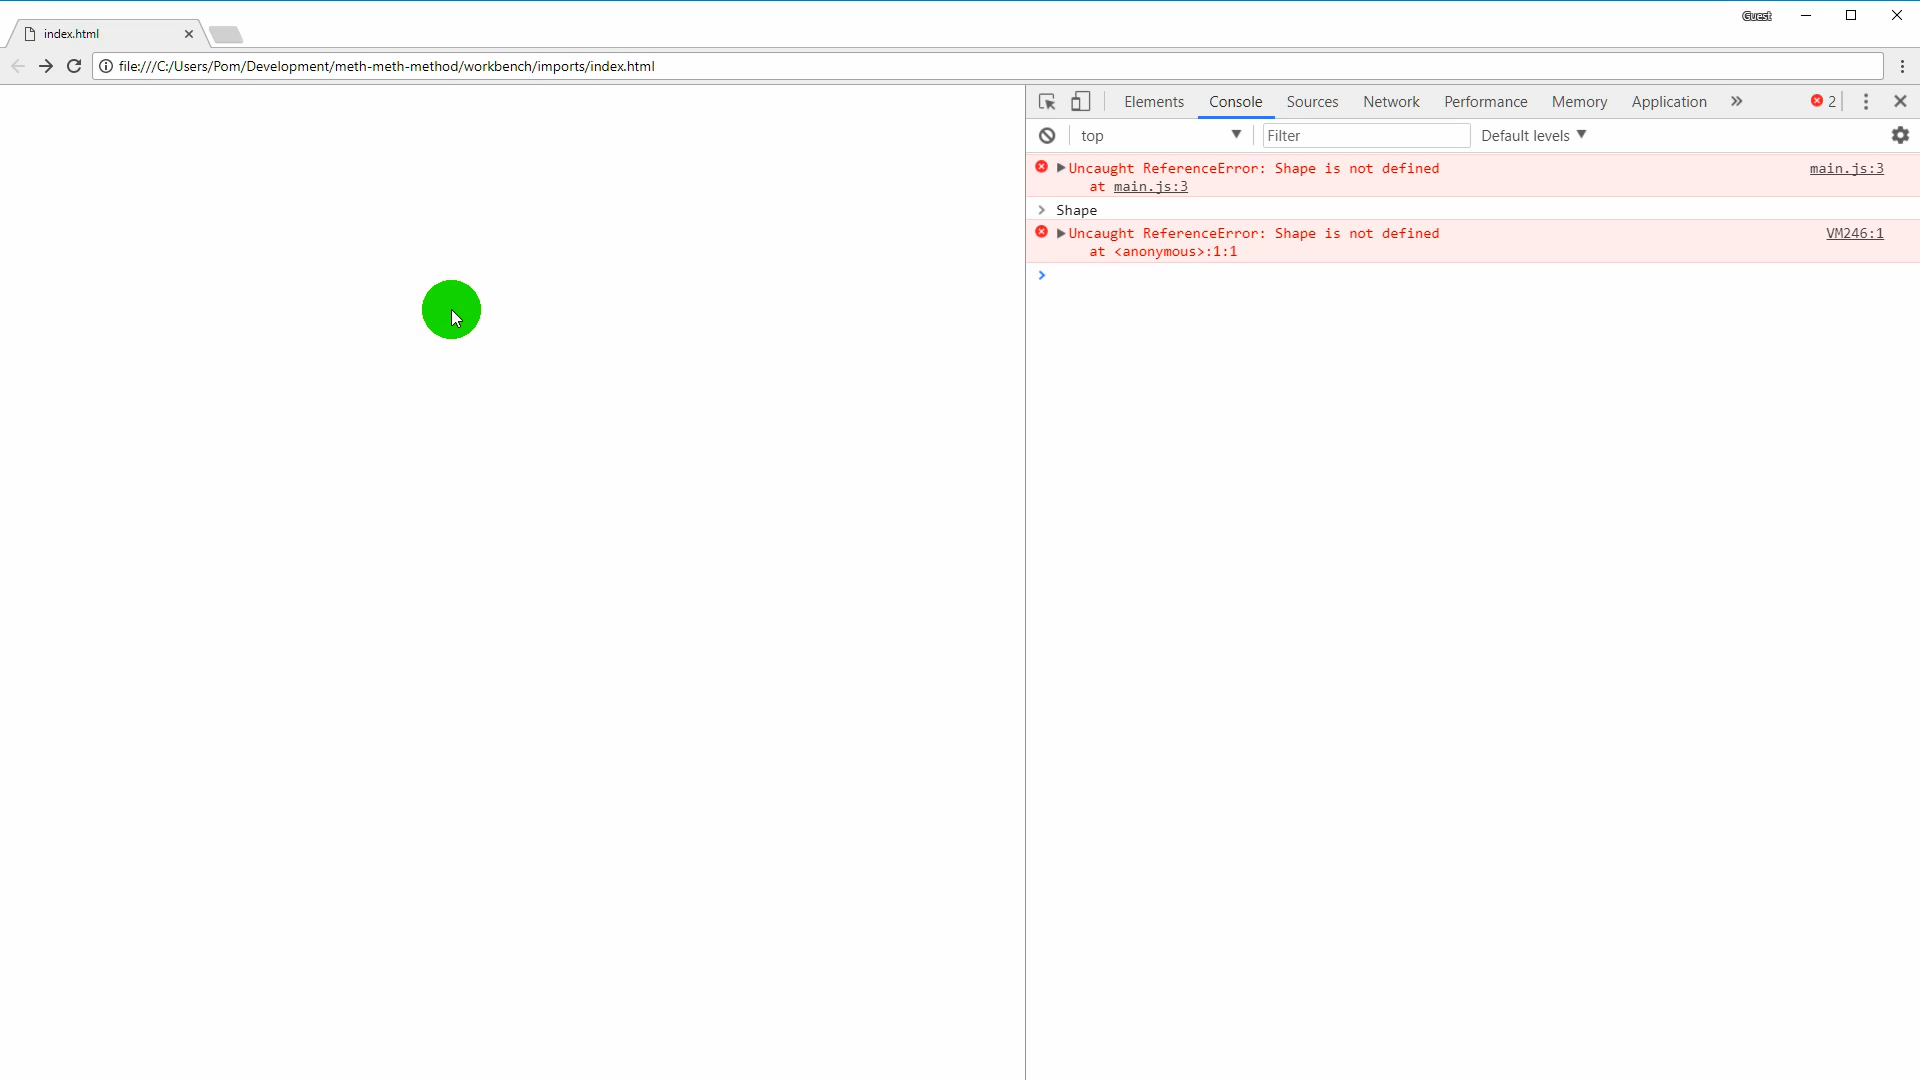 Guest
index.html
file:///C:/Users/Pom/Development/meth-meth-method/workbench/imports/index.html
Elements Console Sources Network Performance Memory Application » 2
top Filter Default levels
Uncaught ReferenceError: Shape is not defined main.js:3
at main.js:3
> Shape
Uncaught ReferenceError: Shape is not defined VM246:1
at <anonymous>:1:1
>